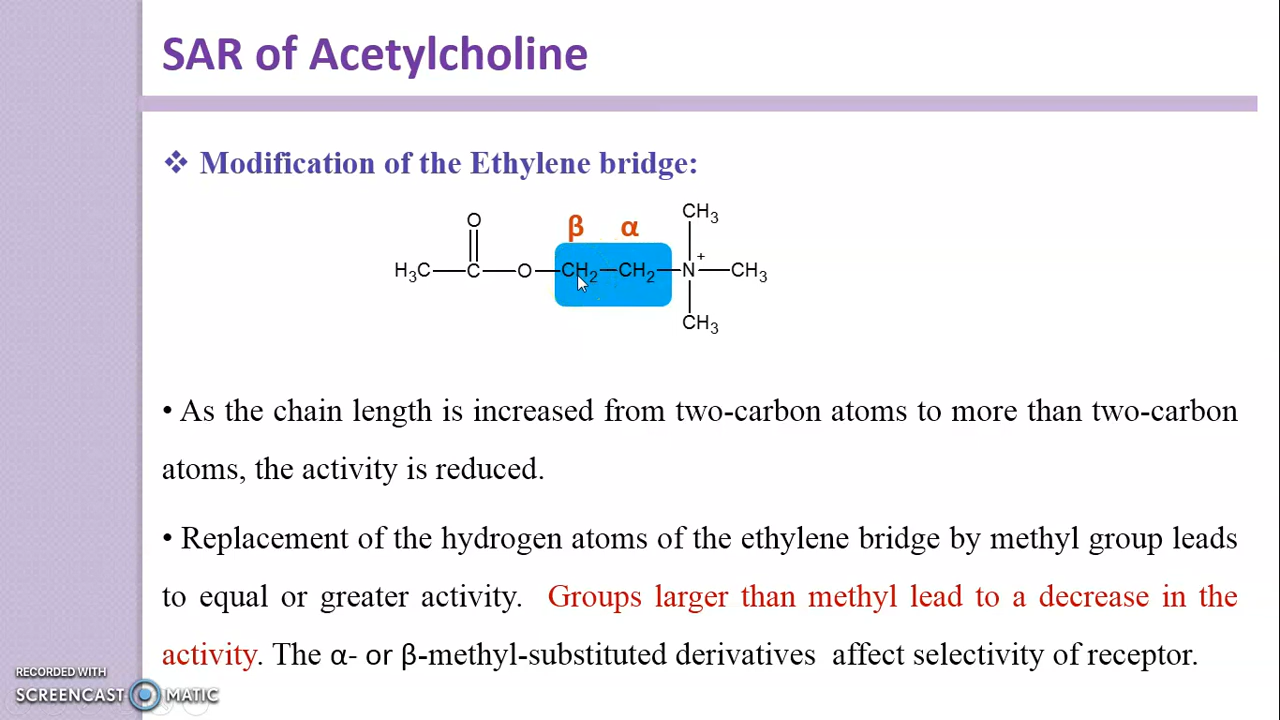 SAR of Acetylcholine
❖ Modification of the Ethylene bridge:
CH₃
O β α
H₃C—C—O—CH₂—CH₂—N⁺—CH₃
CH₃
• As the chain length is increased from two-carbon atoms to more than two-carbon
atoms, the activity is reduced.
• Replacement of the hydrogen atoms of the ethylene bridge by methyl group leads
to equal or greater activity. Groups larger than methyl lead to a decrease in the
activity. The α- or β-methyl-substituted derivatives affect selectivity of receptor.
RECORDED WITH
SCREENCAST MATIC